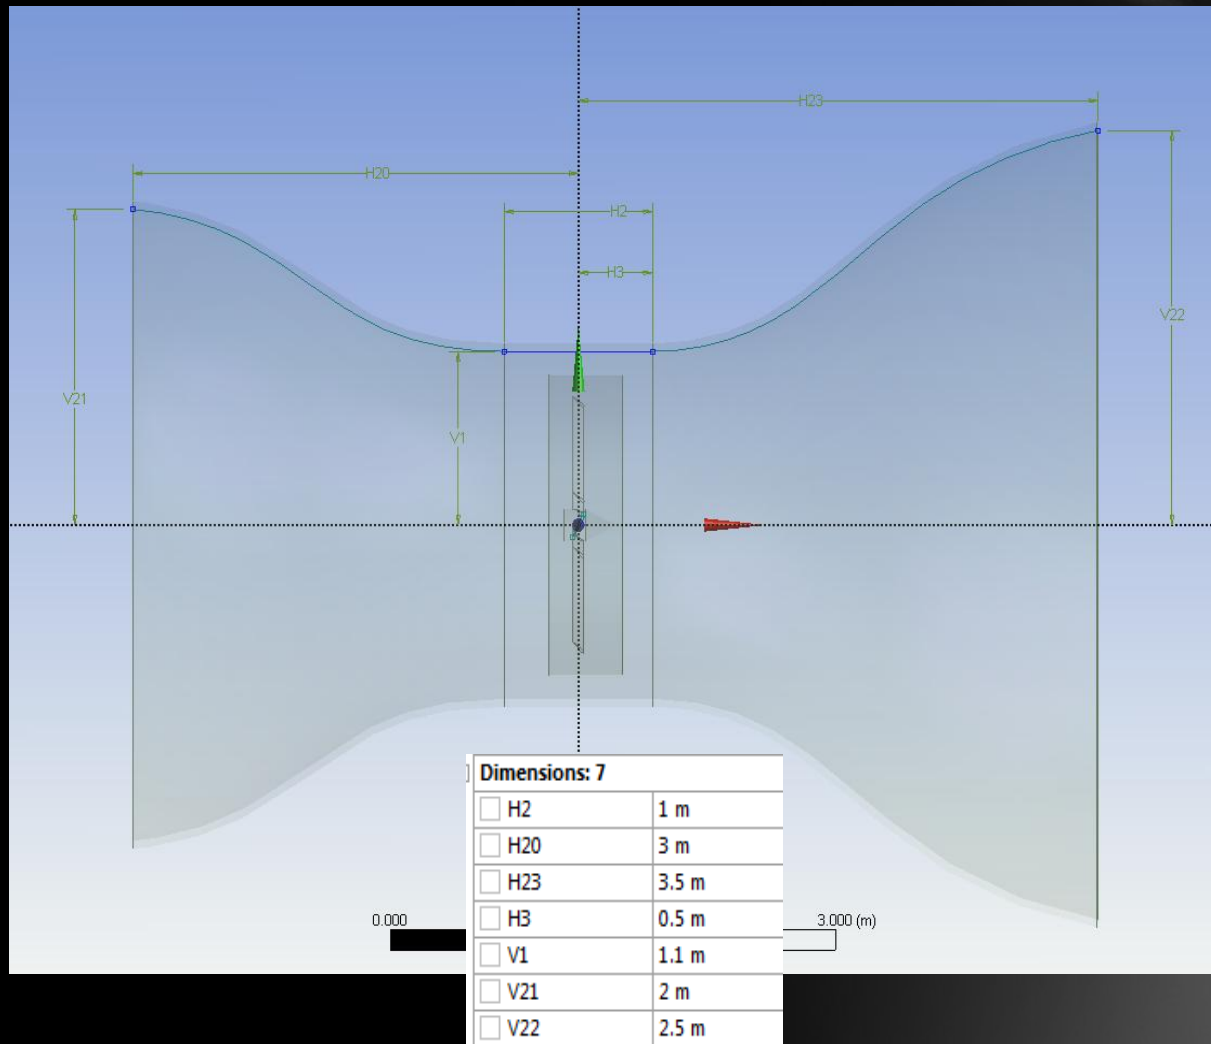 H23
H20
H2
H3
V22
V21
V1
Dimensions: 7
H2 1 m
H20 3 m
H23 3.5 m
H3 0.5 m
V1 1.1 m
V21 2 m
V22 2.5 m
0.000 3.000 (m)